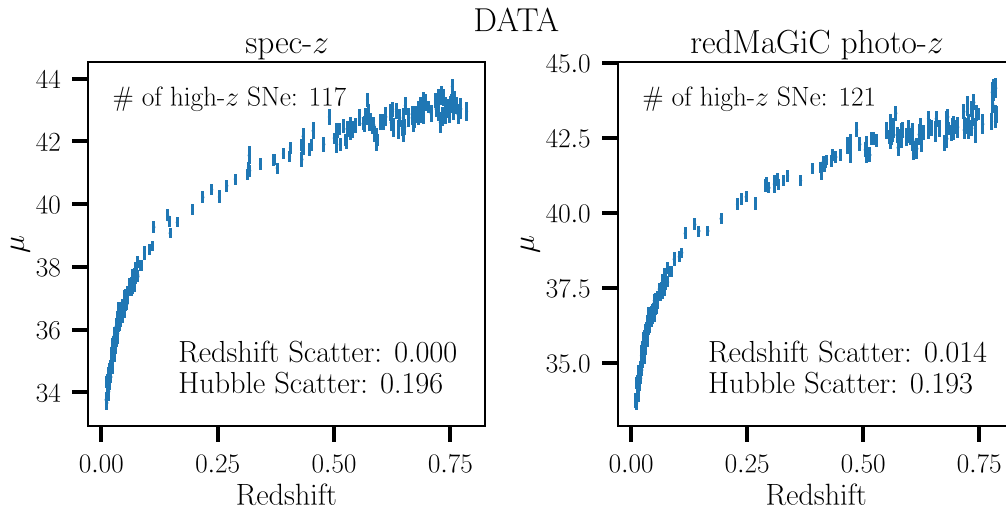 DATA
spec-z
# of high-z SNe: 117
44
42
40
38
36
34
μ
Redshift Scatter: 0.000
Hubble Scatter: 0.196
0.00 0.25 0.50 0.75
Redshift
redMaGiC photo-z
# of high-z SNe: 121
45.0
42.5
40.0
37.5
35.0
μ
Redshift Scatter: 0.014
Hubble Scatter: 0.193
0.00 0.25 0.50 0.75
Redshift